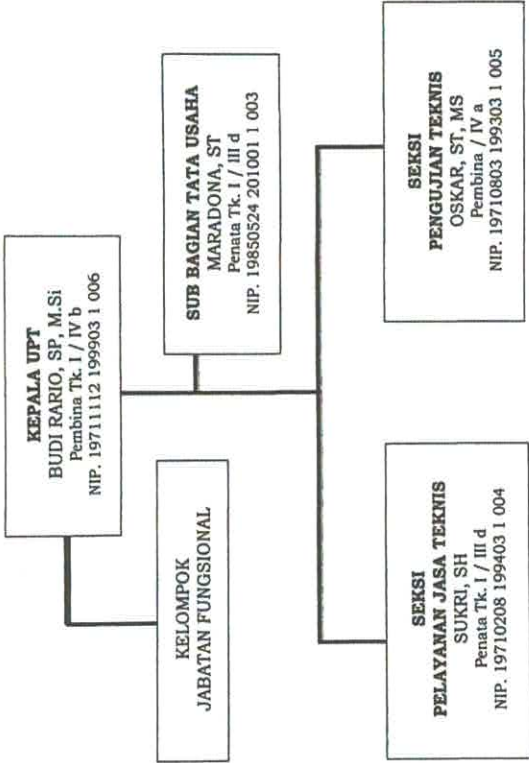 KEPALA UPT
BUDI RARIO, SP, M.Si
Pembina Tk. I / IV b
NIP. 19711112 199903 1 006
KELOMPOK
JABATAN FUNGSIONAL
SUB BAGIAN TATA USAHA
MARADONA, ST
Penata Tk. I / III d
NIP. 19850524 201001 1 003
SEKSI
PELAYANAN JASA TEKNIS
SUKRI, SH
Penata Tk. I / III d
NIP. 19710208 199403 1 004
SEKSI
PENGUJIAN TEKNIS
OSKAR, ST, MS
Pembina / IV a
NIP. 19710803 199303 1 005